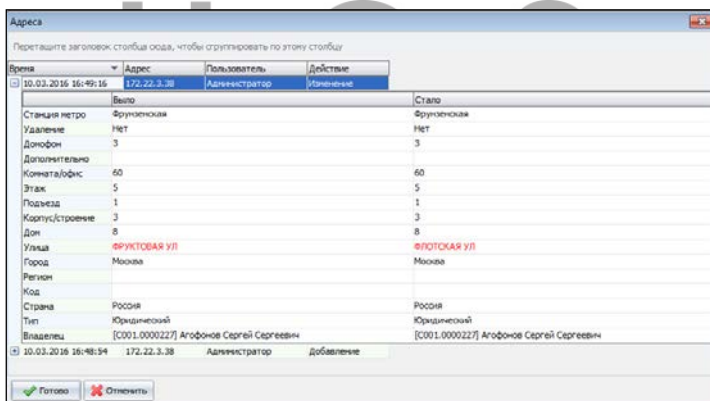 Адреса
Перетащите заголовок столбца сюда, чтобы сгруппировать по этому столбцу
Время Адрес Пользователь Действие
10.03.2016 16:49:16 172.22.3.38 Администратор Изменение
Было Стало
Станция метро Фрунзенская Фрунзенская
Удаление Нет Нет
Домофон 3 3
Дополнительно
Комната/офис 60 60
Этаж 5 5
Подъезд 1 1
Корпус/строение 3 3
Дом 8 8
Улица ФРУКТОВАЯ УЛ ФЛОТСКАЯ УЛ
Город Москва Москва
Регион
Код
Страна Россия Россия
Тип Юридический Юридический
Владелец [C001.0000227] Агофонов Сергей Сергеевич [C001.0000227] Агофонов Сергей Сергеевич
10.03.2016 16:48:54 172.22.3.38 Администратор Добавление
Готово Отменить